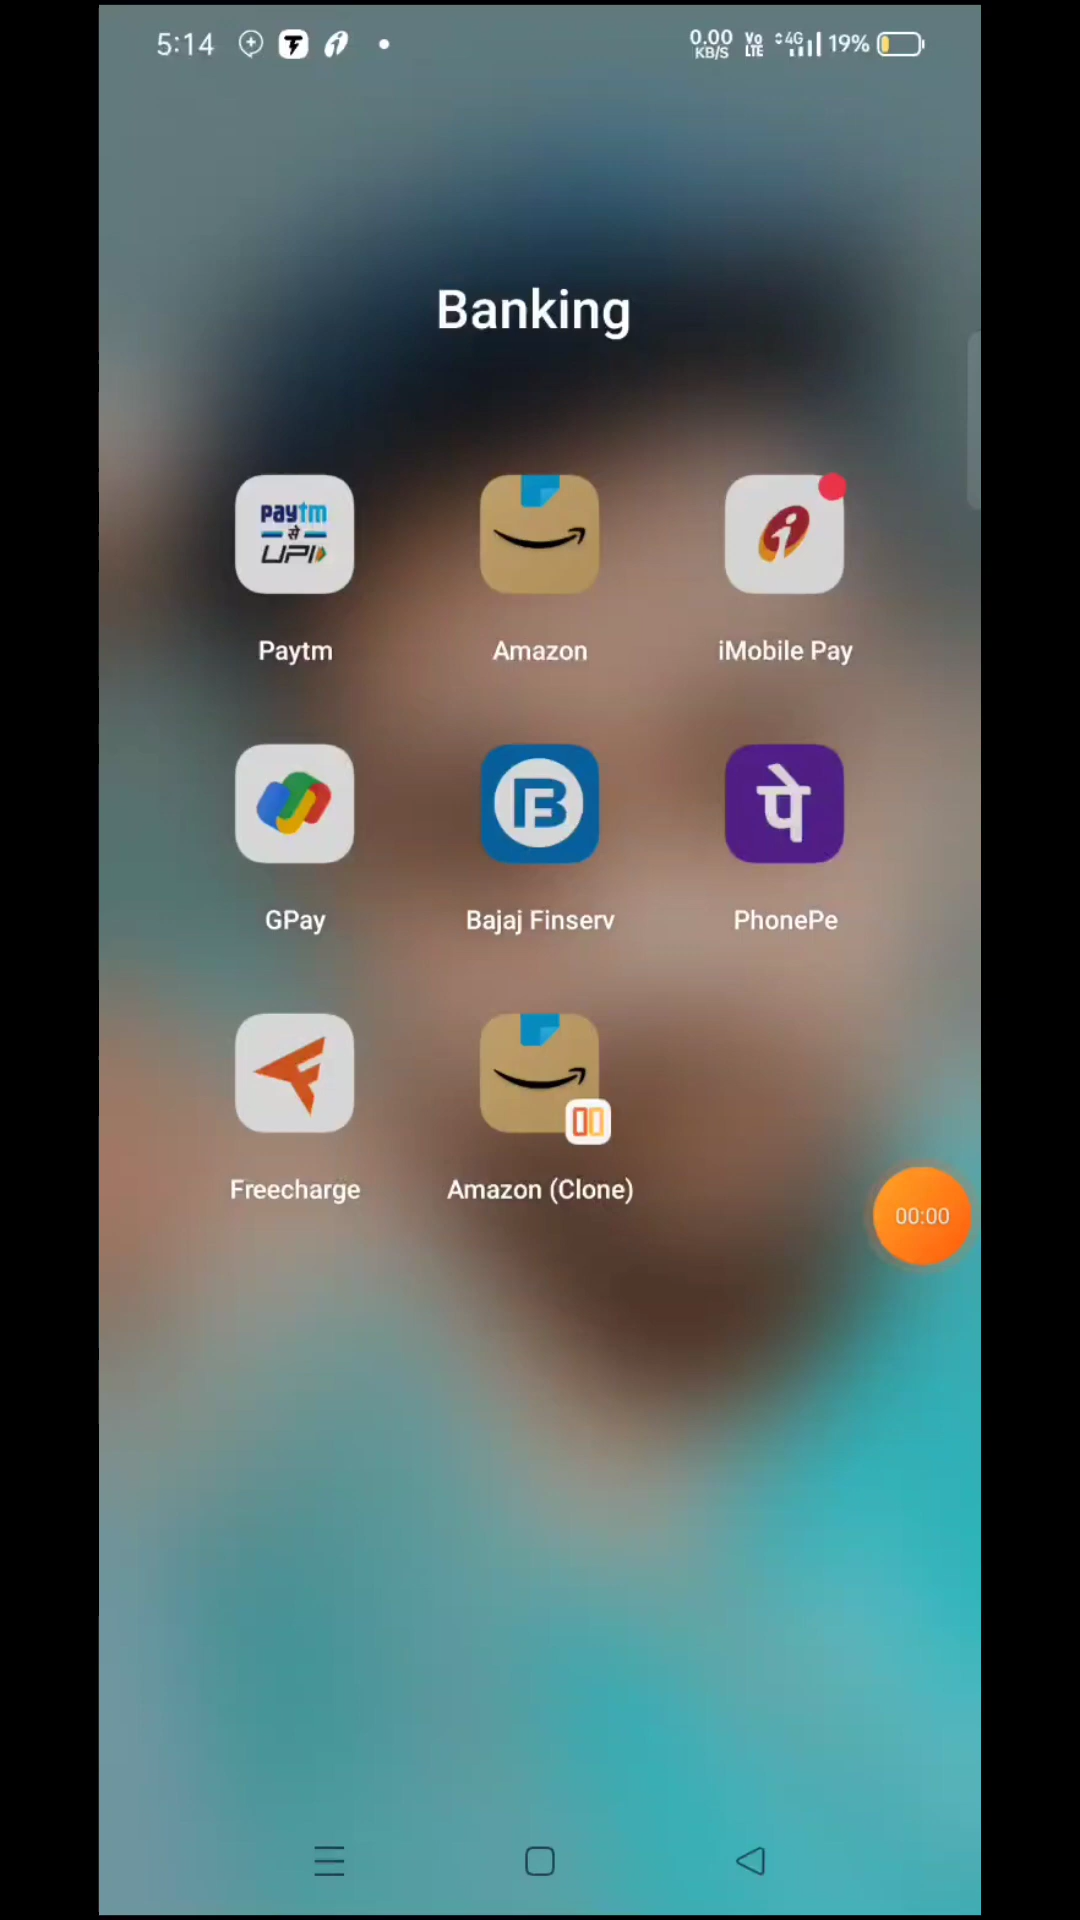 5:14
0.00 KB/S Vo LTE 4G 19%
Banking
paytm
से
UPI
Paytm
Amazon
iMobile Pay
पे
GPay
Bajaj Finserv
PhonePe
Freecharge
Amazon (Clone)
00:00